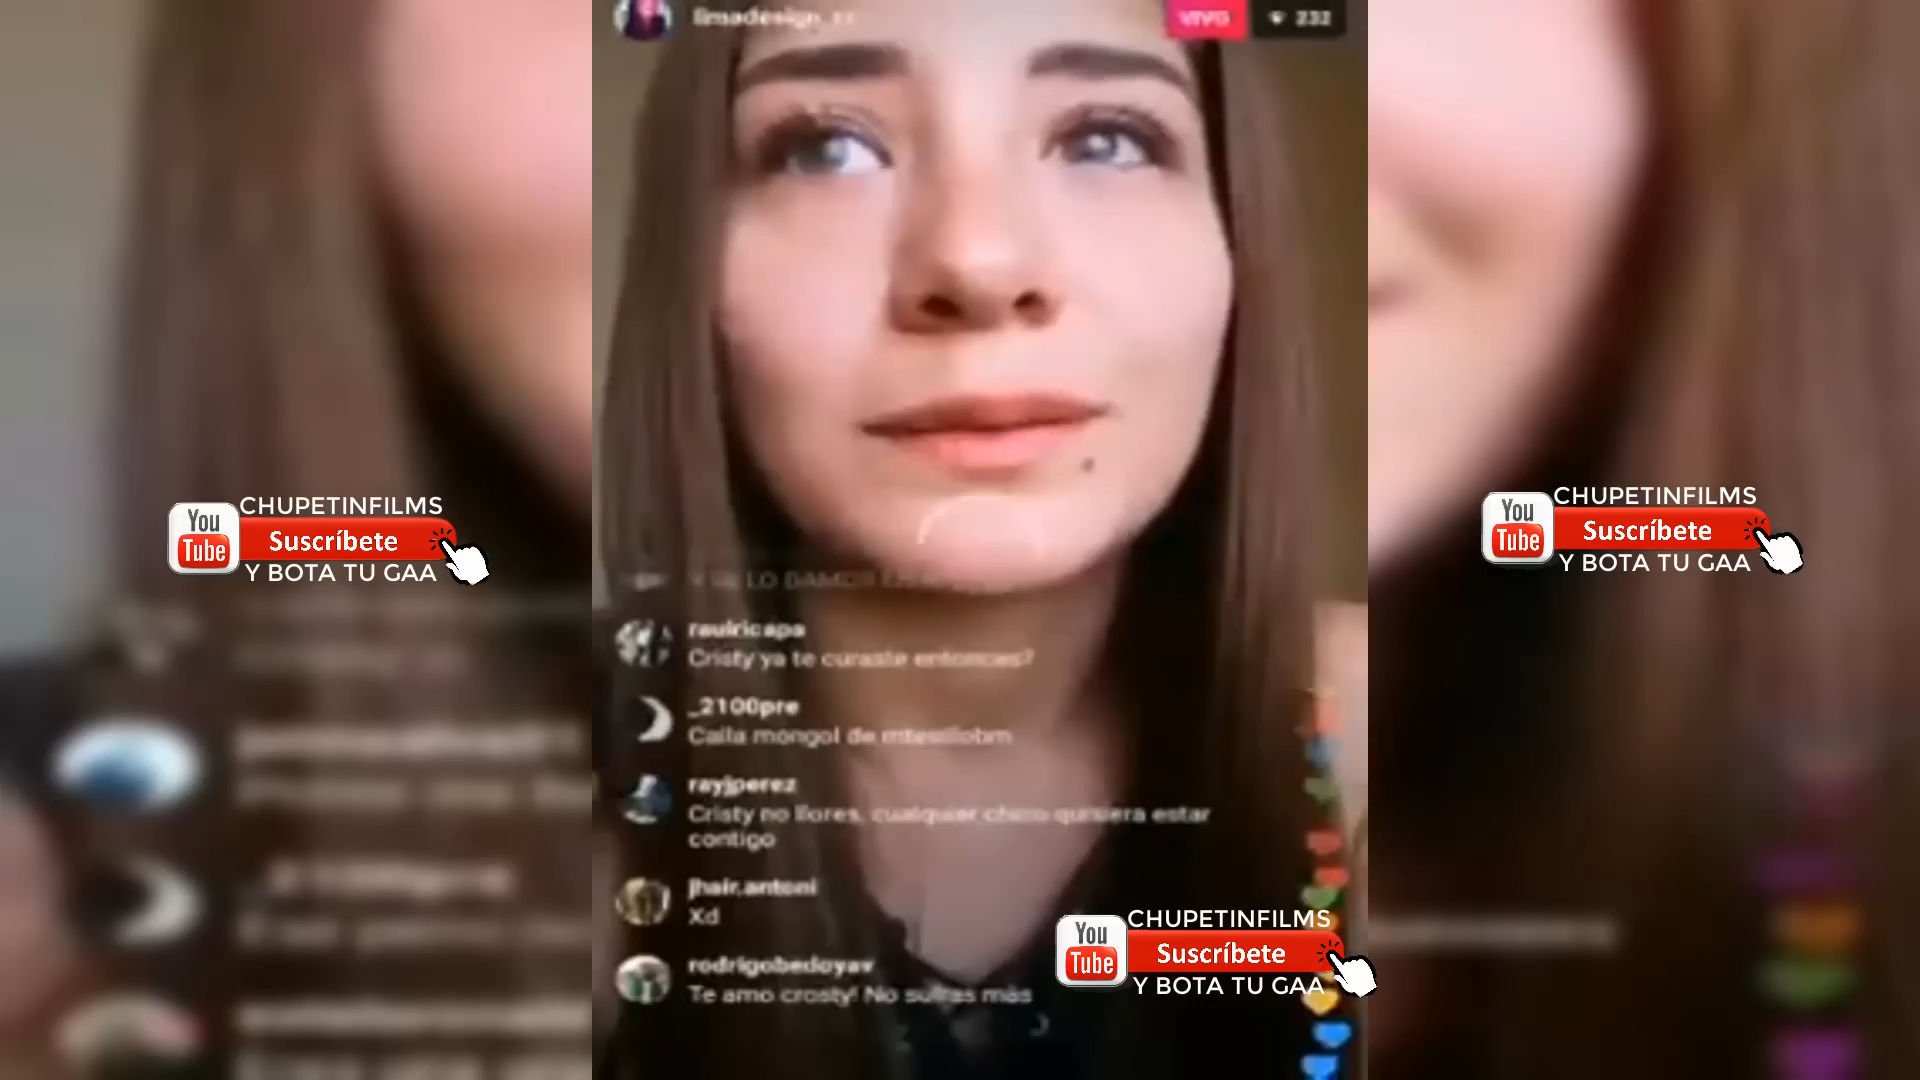 VIVO
232
LO DAMOS
raulricapa
Cristy ya te curaste entonces?
_2100pre
Calla mongol de
rayjperez
Cristy no llores, cualquier chico quisiera estar
contigo
jhair.antoni
Xd
rodrigobedoyav
Te amo crosty! No sufras más
CHUPETINFILMS
You
Tube
Suscríbete
Y BOTA TU GAA
CHUPETINFILMS
You
Tube
Suscríbete
Y BOTA TU GAA
CHUPETINFILMS
You
Tube
Suscríbete
Y BOTA TU GAA